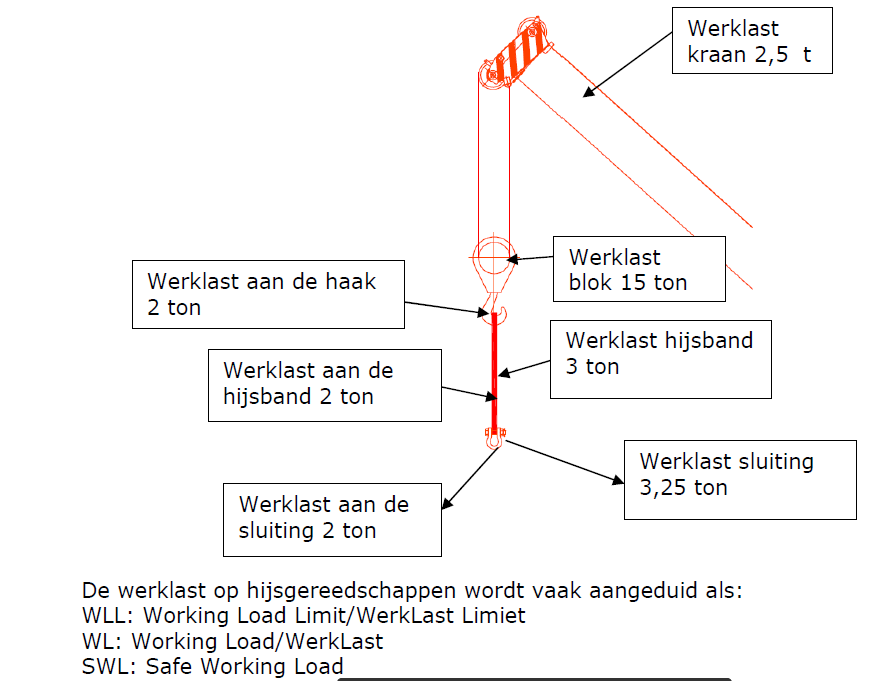 Werklast
kraan 2,5  t
Werklast
blok 15 ton
Werklast aan de haak
2 ton
Werklast hijsband
3 ton
Werklast aan de
hijsband 2 ton
Werklast sluiting
3,25 ton
Werklast aan de
sluiting 2 ton
De werklast op hijsgereedschappen wordt vaak aangeduid als:
WLL: Working Load Limit/WerkLast Limiet
WL: Working Load/WerkLast
SWL: Safe Working Load